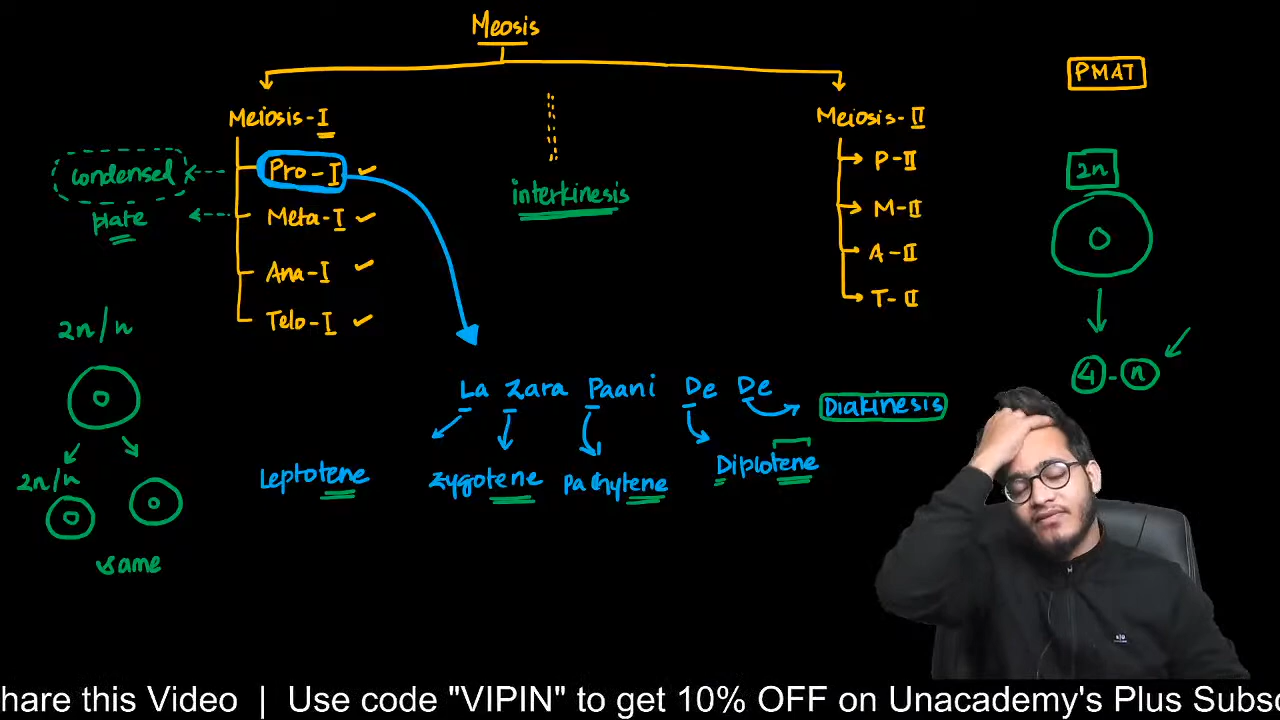 Meosis
PMAT
Meiosis-I
Meiosis-II
condensed
Pro-I
P-II
2n
interkinesis
plate
Meta-I
M-II
Ana-I
A-II
Telo-I
T-II
2n/n
4-n
La Zara Paani De De
Diakinesis
Leptotene
Zygotene
Pachytene
Diplotene
2n/n
same
hare this Video | Use code "VIPIN" to get 10% OFF on Unacademy's Plus Subs